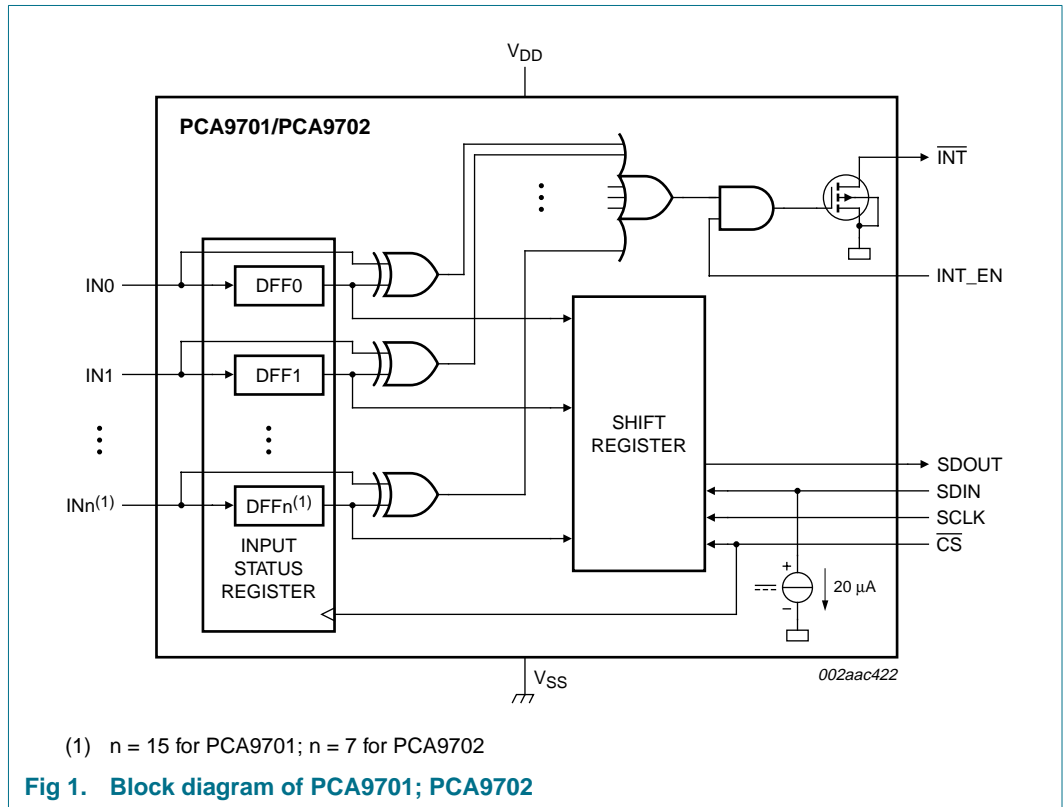 VDD
PCA9701/PCA9702
INT
INT_EN
IN0
DFF0
IN1
DFF1
INn(1)
DFFn(1)
INPUT
STATUS
REGISTER
SHIFT
REGISTER
SDOUT
SDIN
SCLK
CS
+
20 μA
−
VSS
002aac422
(1) n = 15 for PCA9701; n = 7 for PCA9702
Fig 1. Block diagram of PCA9701; PCA9702